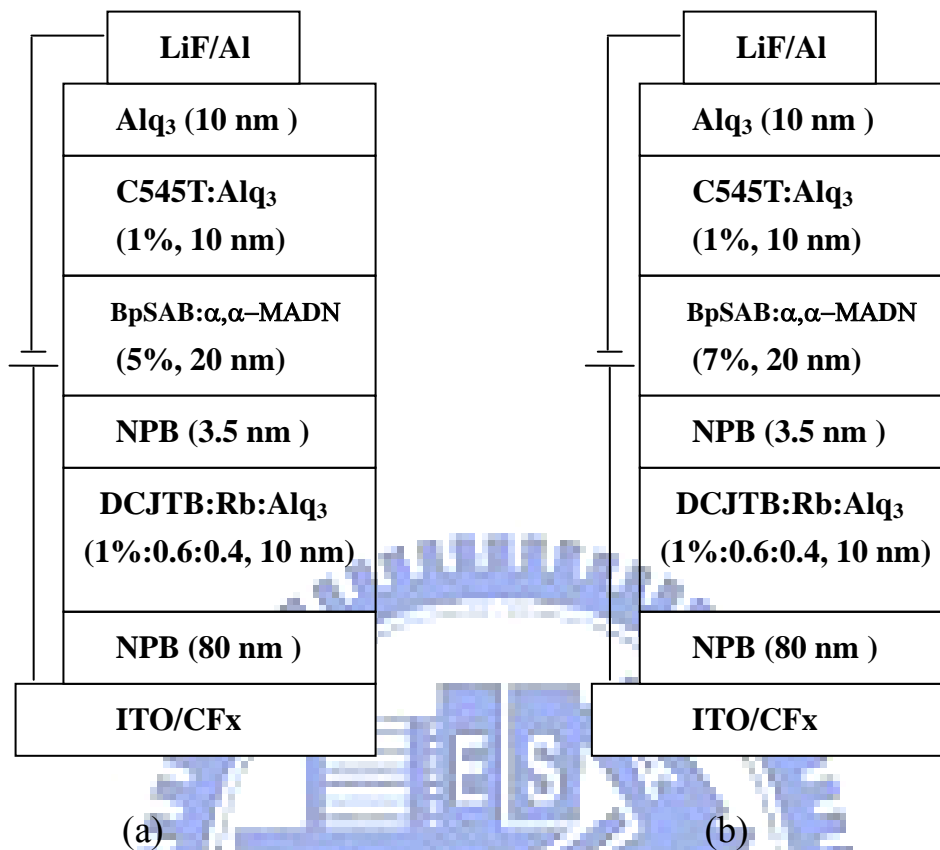 LiF/Al
Alq₃ (10 nm )
C545T:Alq₃
(1%, 10 nm)
BpSAB:α,α−MADN
(5%, 20 nm)
NPB (3.5 nm )
DCJTB:Rb:Alq₃
(1%:0.6:0.4, 10 nm)
NPB (80 nm )
ITO/CFx
(a)
LiF/Al
Alq₃ (10 nm )
C545T:Alq₃
(1%, 10 nm)
BpSAB:α,α−MADN
(7%, 20 nm)
NPB (3.5 nm )
DCJTB:Rb:Alq₃
(1%:0.6:0.4, 10 nm)
NPB (80 nm )
ITO/CFx
(b)
ES